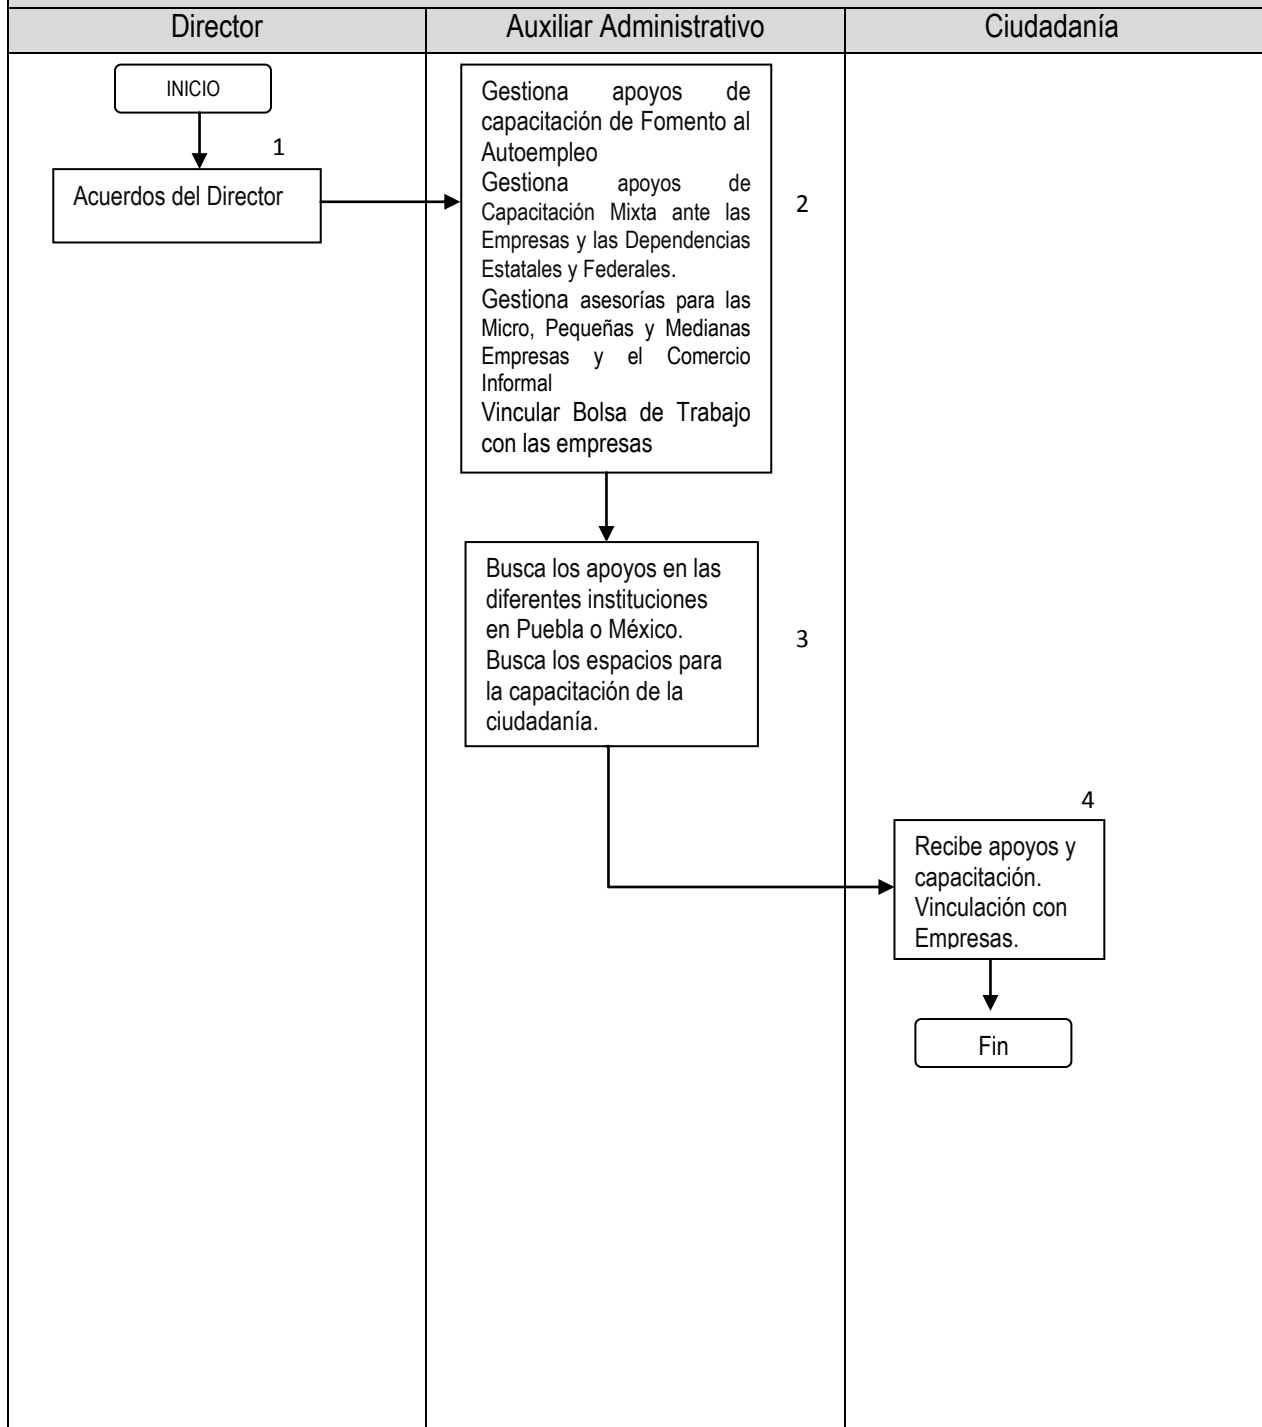 Director
Auxiliar Administrativo
Ciudadanía
INICIO
1
Acuerdos del Director
Gestiona apoyos de
capacitación de Fomento al
Autoempleo
Gestiona apoyos de
Capacitación Mixta ante las
Empresas y las Dependencias
Estatales y Federales.
Gestiona asesorías para las
Micro, Pequeñas y Medianas
Empresas y el Comercio
Informal
Vincular Bolsa de Trabajo
con las empresas
2
Busca los apoyos en las
diferentes instituciones
en Puebla o México.
Busca los espacios para
la capacitación de la
ciudadanía.
3
4
Recibe apoyos y
capacitación.
Vinculación con
Empresas.
Fin